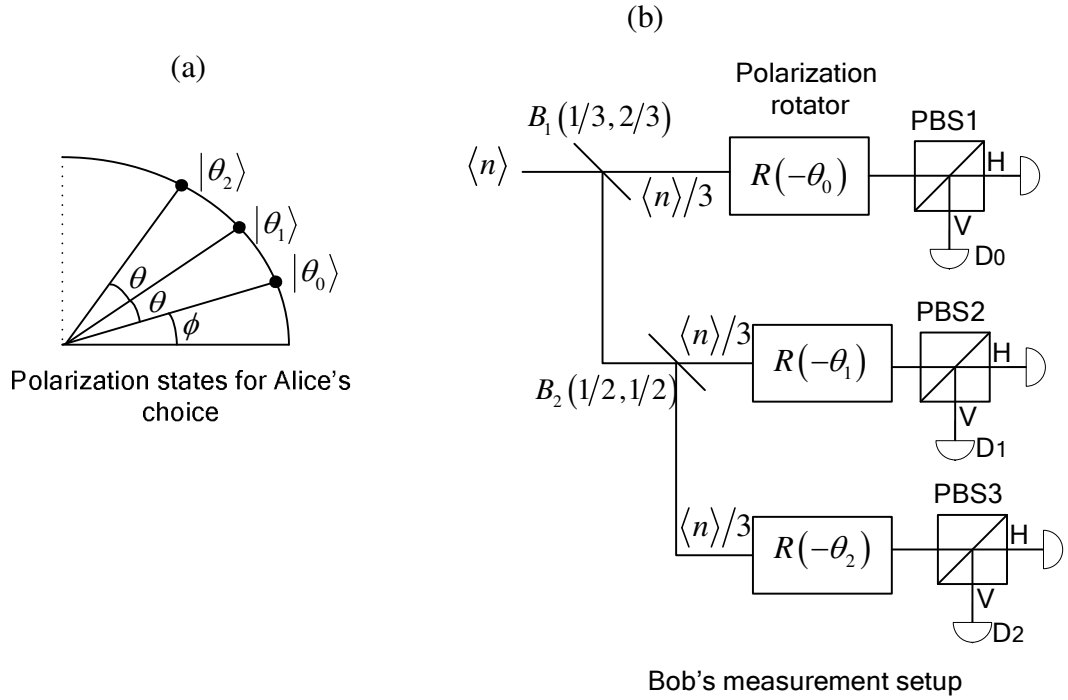 (a)
|θ₂⟩
|θ₁⟩
|θ₀⟩
θ
θ
ϕ
Polarization states for Alice's
choice
(b)
Polarization
rotator
B₁(1/3, 2/3)
PBS1
⟨n⟩
⟨n⟩/3
R(−θ₀)
H
V
D0
⟨n⟩/3
B₂(1/2, 1/2)
R(−θ₁)
PBS2
H
V
D1
⟨n⟩/3
R(−θ₂)
PBS3
H
V
D2
Bob's measurement setup